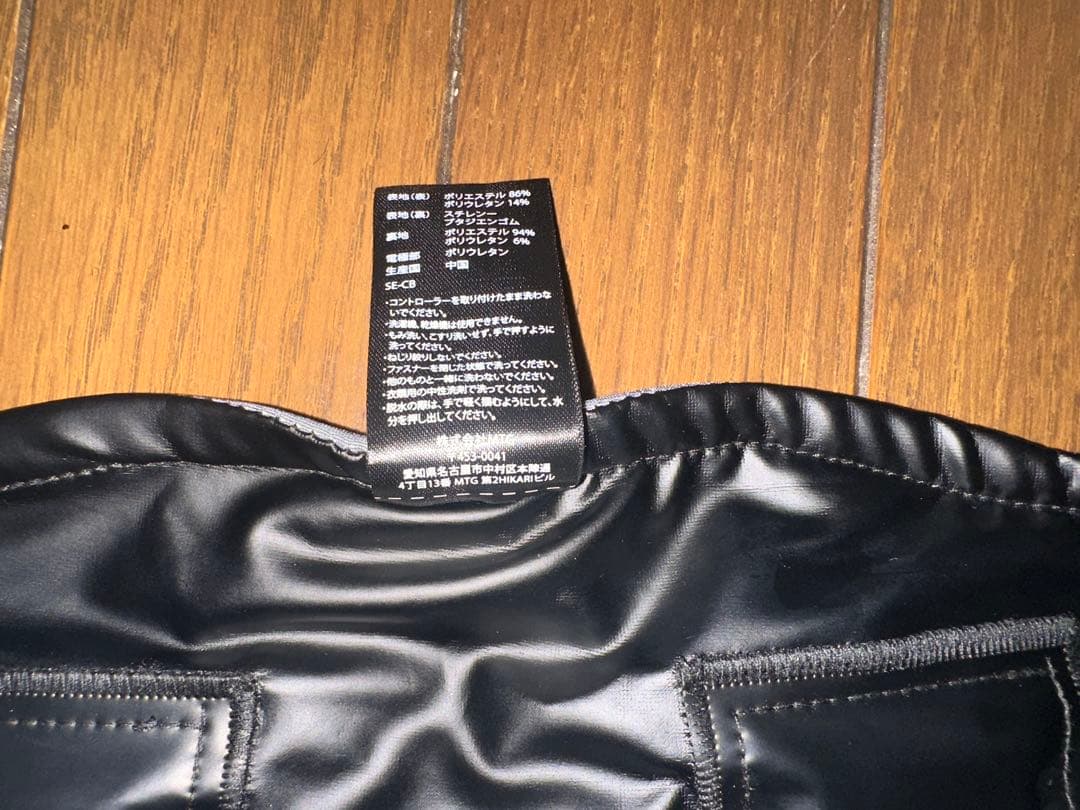 表地(表) ポリエステル 86%
ポリウレタン 14%
表地(裏) スチレンー
ブタジエンゴム
裏地 ポリエステル 94%
ポリウレタン 6%
電極部 ポリウレタン
生産国 中国
SE-CB
・コントローラーを取り付けたまま洗わな
いでください。
・洗濯機、乾燥機は使用できません。
・もみ洗い、こすり洗いせず、手で押すように
洗ってください。
・ねじり絞りしないでください。
・ファスナーを閉じた状態で洗ってください。
・他のものと一緒に洗わないでください。
・衣類用の中性洗剤で洗ってください。
・脱水の際は、手で軽く掴むようにして、水
分を押し出してください。
株式会社MTG
〒453-0041
愛知県名古屋市中村区本陣通
4丁目13番 MTG 第2HIKARIビル